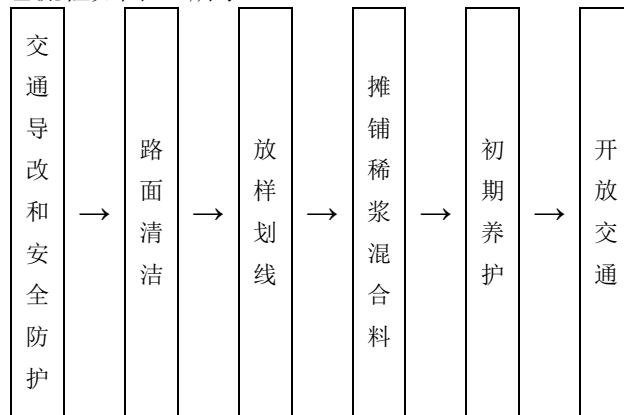 交通导改和安全防护
→
路面清洁
→
放样划线
→
摊铺稀浆混合料
→
初期养护
→
开放交通